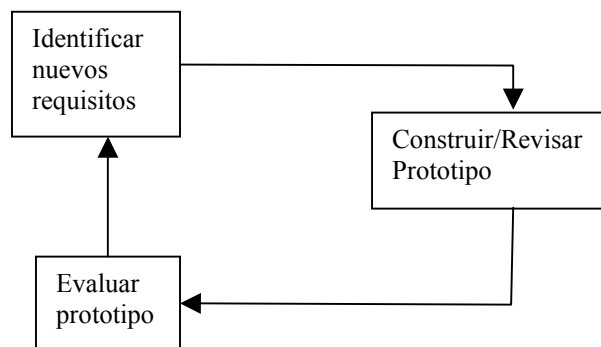 Identificar
nuevos
requisitos
Construir/Revisar
Prototipo
Evaluar
prototipo